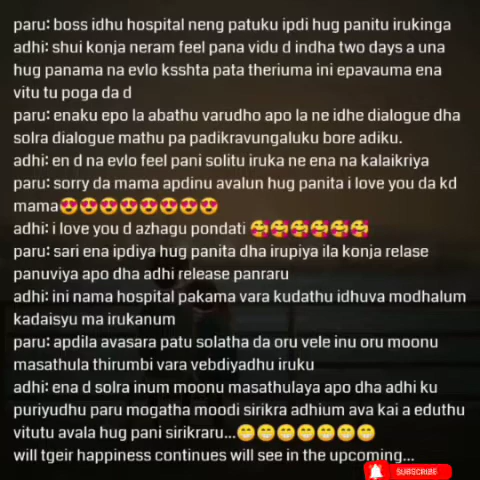 paru: boss idhu hospital neng patuku ipdi hug panitu irukinga
adhi: shui konja neram feel pana vidu d indha two days a una
hug panama na evlo ksshta pata theriuma ini epavauma ena
vitu tu poga da d
paru: enaku epo la abathu varudho apo la ne idhe dialogue dha
solra dialogue mathu pa padikravungaluku bore adiku.
adhi: en d na evlo feel pani solitu iruka ne ena na kalaikriya
paru: sorry da mama apdinu avalun hug panita i love you da kd
mama😍😍😍😍😍😍😍😍
adhi: i love you d azhagu pondati 🥰🥰🥰🥰🥰🥰
paru: sari ena ipdiya hug panita dha irupiya ila konja relase
panuviya apo dha adhi release panraru
adhi: ini nama hospital pakama vara kudathu idhuva modhalum
kadaisyu ma irukanum
paru: apdila avasara patu solatha da oru vele inu oru moonu
masathula thirumbi vara vebdiyadhu iruku
adhi: ena d solra inum moonu masathulaya apo dha adhi ku
puriyudhu paru mogatha moodi sirikra adhium ava kai a eduthu
vitutu avala hug pani sirikraru...😁😁😁😁😁😁😁
will tgeir happiness continues will see in the upcoming...
SUBSCRIBE